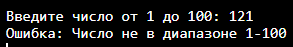 Введите число от 1 до 100: 121
Ошибка: Число не в диапазоне 1-100